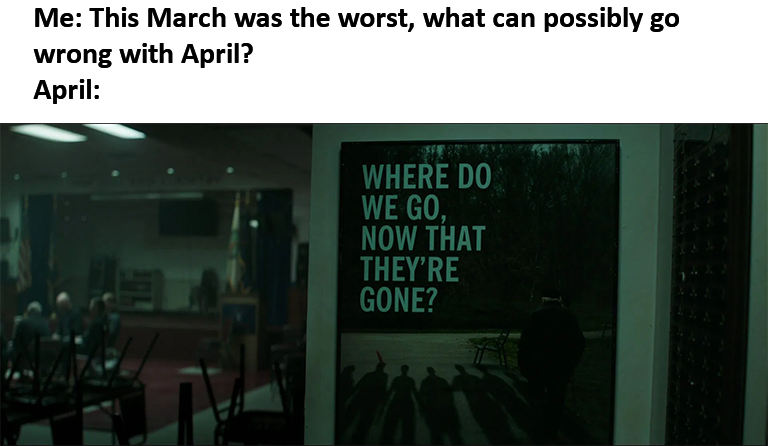 Me: This March was the worst, what can possibly go
wrong with April?
April:
WHERE DO
WE GO,
NOW THAT
THEY'RE
GONE?